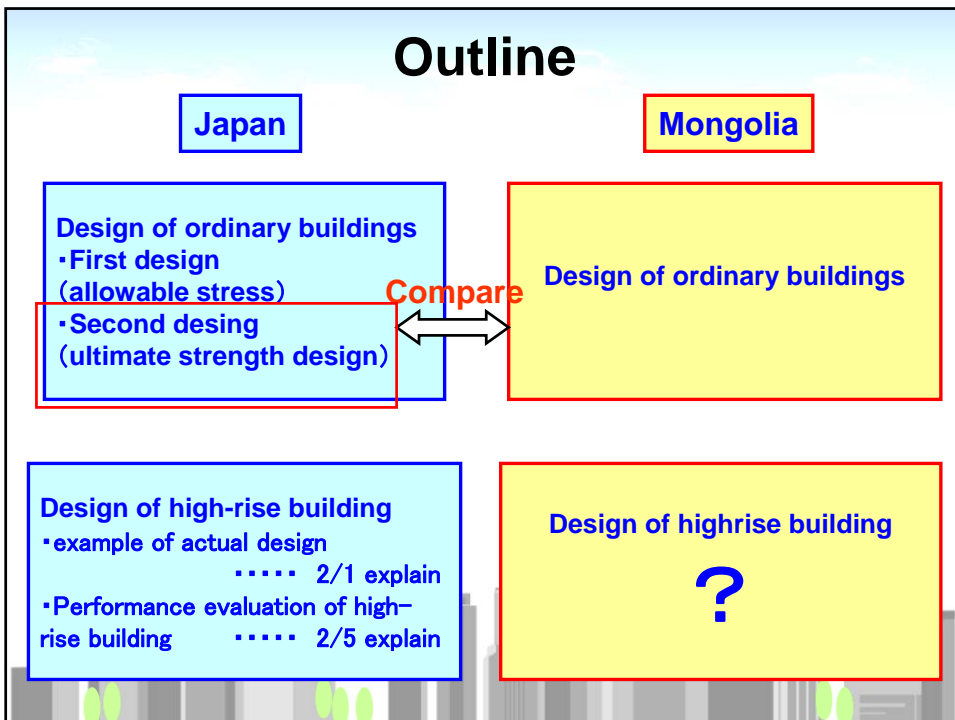 Outline
Japan
Mongolia
Design of ordinary buildings
・First design
（allowable stress）
・Second desing
（ultimate strength design）
Compare
Design of ordinary buildings
Design of high-rise building
・example of actual design
・・・・・ 2/1 explain
・Performance evaluation of high-
rise building ・・・・・ 2/5 explain
Design of highrise building
？